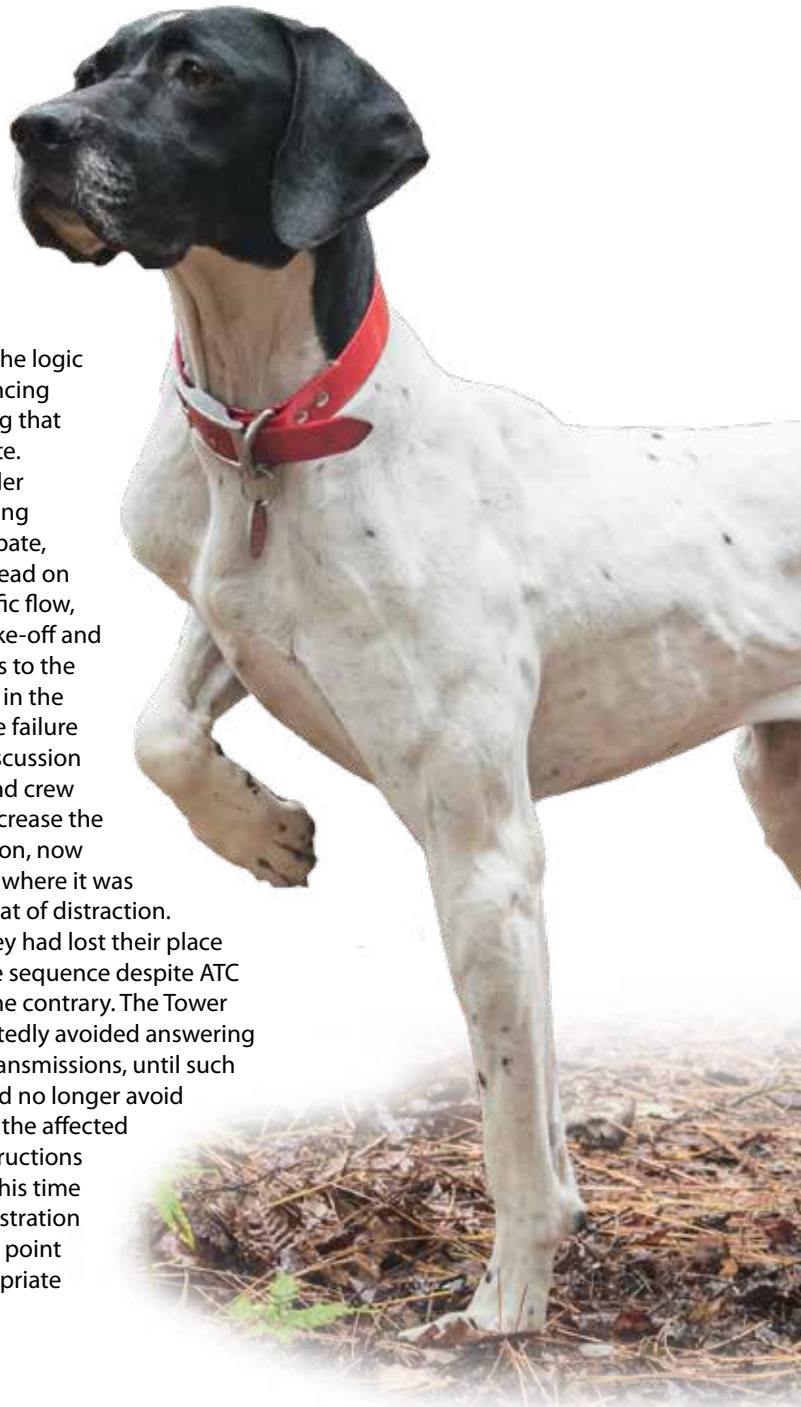 he logic
ncing
g that
te.
ler
ng
bate,
ead on
fic flow,
ke-off and
s to the
in the
e failure
scussion
nd crew
crease the
on, now
where it was
at of distraction.
ey had lost their place
e sequence despite ATC
he contrary. The Tower
tedly avoided answering
ransmissions, until such
d no longer avoid
the affected
ructions
his time
stration
point
priate